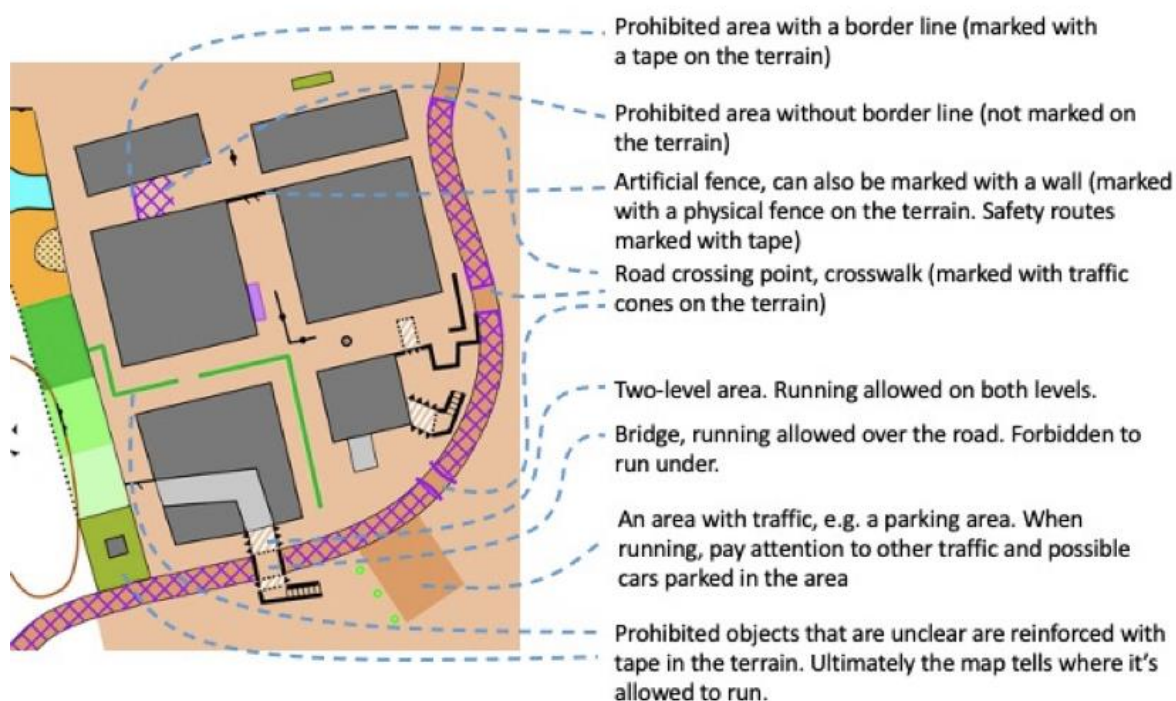 Prohibited area with a border line (marked with
a tape on the terrain)
Prohibited area without border line (not marked on
the terrain)
Artificial fence, can also be marked with a wall (marked
with a physical fence on the terrain. Safety routes
marked with tape)
Road crossing point, crosswalk (marked with traffic
cones on the terrain)
Two-level area. Running allowed on both levels.
Bridge, running allowed over the road. Forbidden to
run under.
An area with traffic, e.g. a parking area. When
running, pay attention to other traffic and possible
cars parked in the area
Prohibited objects that are unclear are reinforced with
tape in the terrain. Ultimately the map tells where it's
allowed to run.